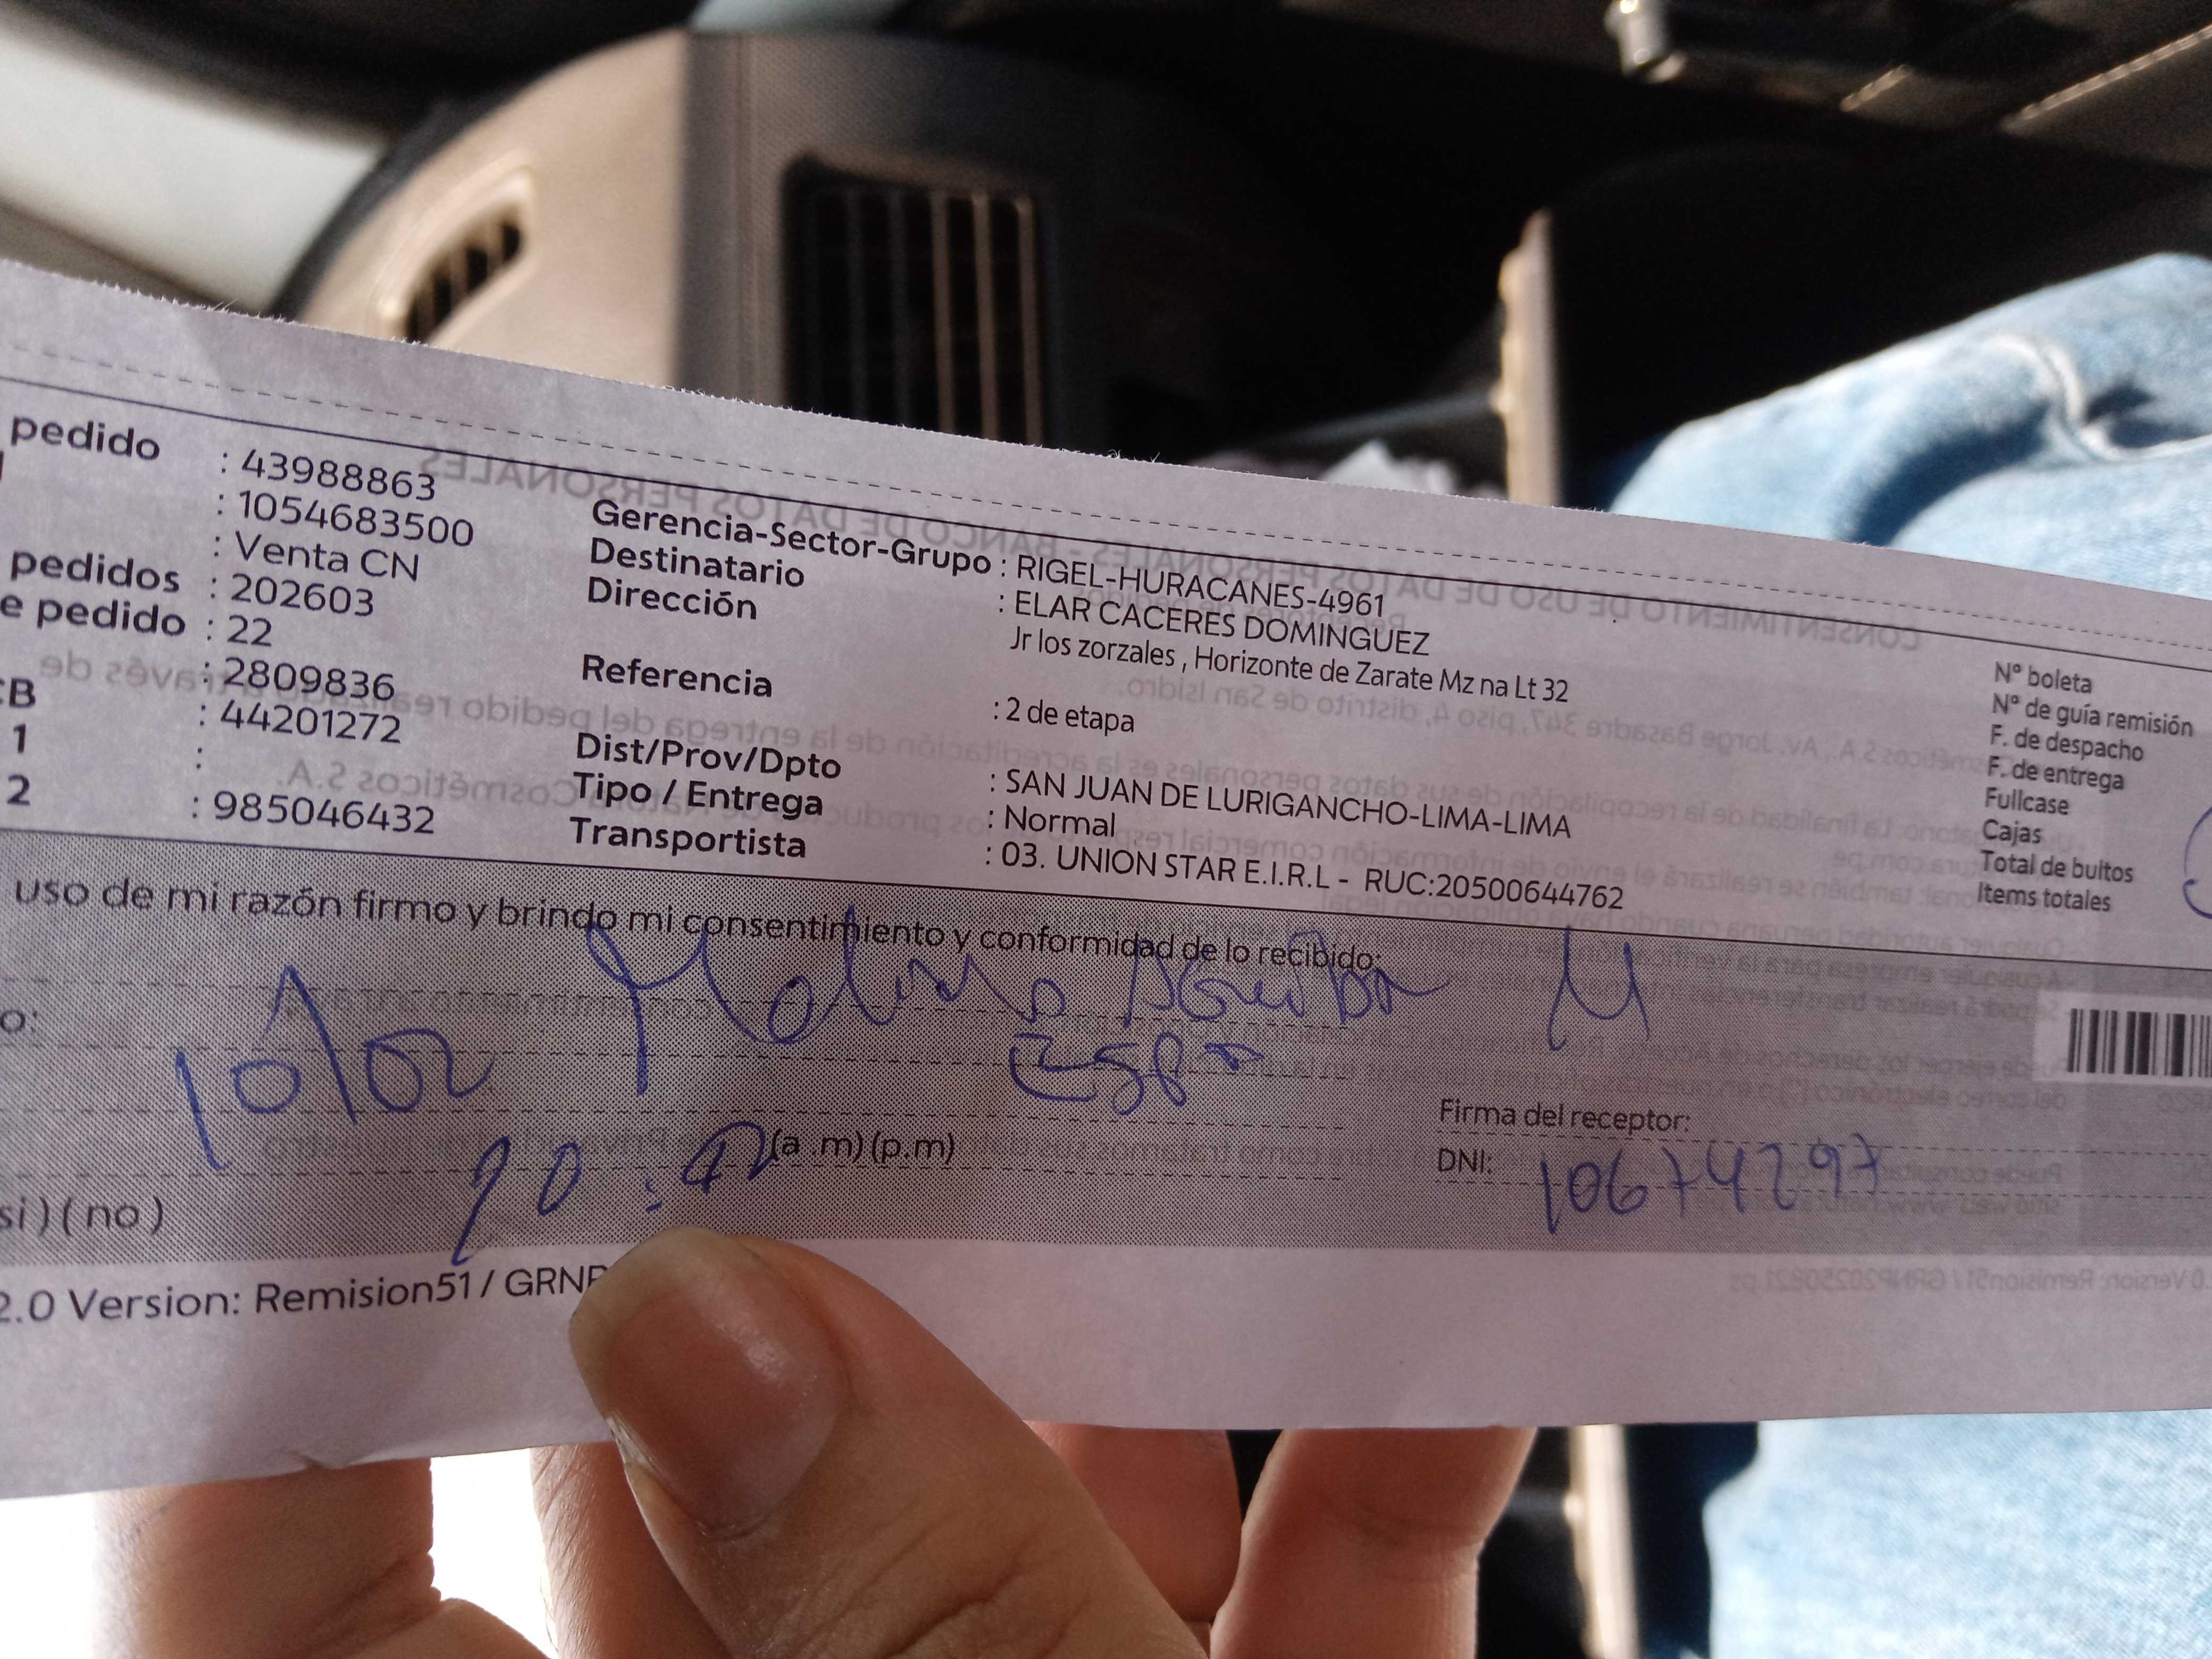 pedido : 43988863
: 1054683500
: Venta CN
pedidos : 202603
e pedido : 22
: 2809836
CB : 44201272
1 :
2 : 985046432
Gerencia-Sector-Grupo : RIGEL-HURACANES-4961
Destinatario : ELAR CACERES DOMINGUEZ
Dirección Jr los zorzales , Horizonte de Zarate Mz na Lt 32
Referencia : 2 de etapa
Dist/Prov/Dpto : SAN JUAN DE LURIGANCHO-LIMA-LIMA
Tipo / Entrega : Normal
Transportista : 03. UNION STAR E.I.R.L - RUC:20500644762
N° boleta
N° de guía remisión
F. de despacho
F. de entrega
Fullcase
Cajas
Total de bultos
Items totales
uso de mi razón firmo y brindo mi consentimiento y conformidad de lo recibido:
o:
10/02
(a .m) (p.m)
Firma del receptor:
DNI: 10674297
si ) ( no )
2.0 Version: Remision51 / GRNP